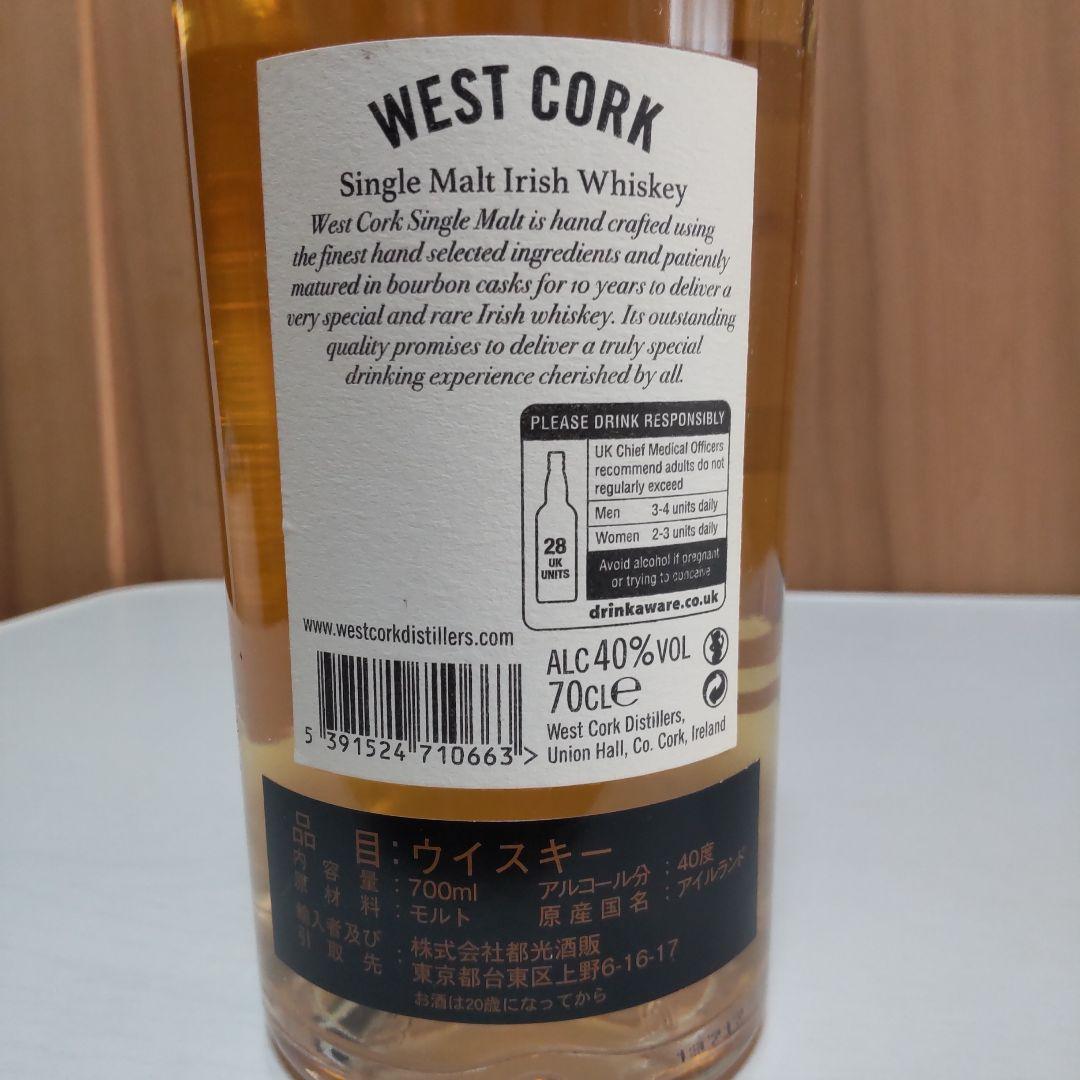 WEST CORK
Single Malt Irish Whiskey
West Cork Single Malt is hand crafted using
the finest hand selected ingredients and patiently
matured in bourbon casks for 10 years to deliver a
very special and rare Irish whiskey. Its outstanding
quality promises to deliver a truly special
drinking experience cherished by all.
PLEASE DRINK RESPONSIBLY
UK Chief Medical Officers
recommend adults do not
regularly exceed
Men 3-4 units daily
Women 2-3 units daily
28
UK
UNITS
Avoid alcohol if pregnant
or trying to conceive
drinkaware.co.uk
www.westcorkdistillers.com
ALC 40%VOL
70CLe
West Cork Distillers,
Union Hall, Co. Cork, Ireland
5 391524 710663 >
品目:ウイスキー
内容量:700ml アルコール分:40度
原材料:モルト 原産国名:アイルランド
輸入者及び
引取先:株式会社都光酒販
東京都台東区上野6-16-17
お酒は20歳になってから